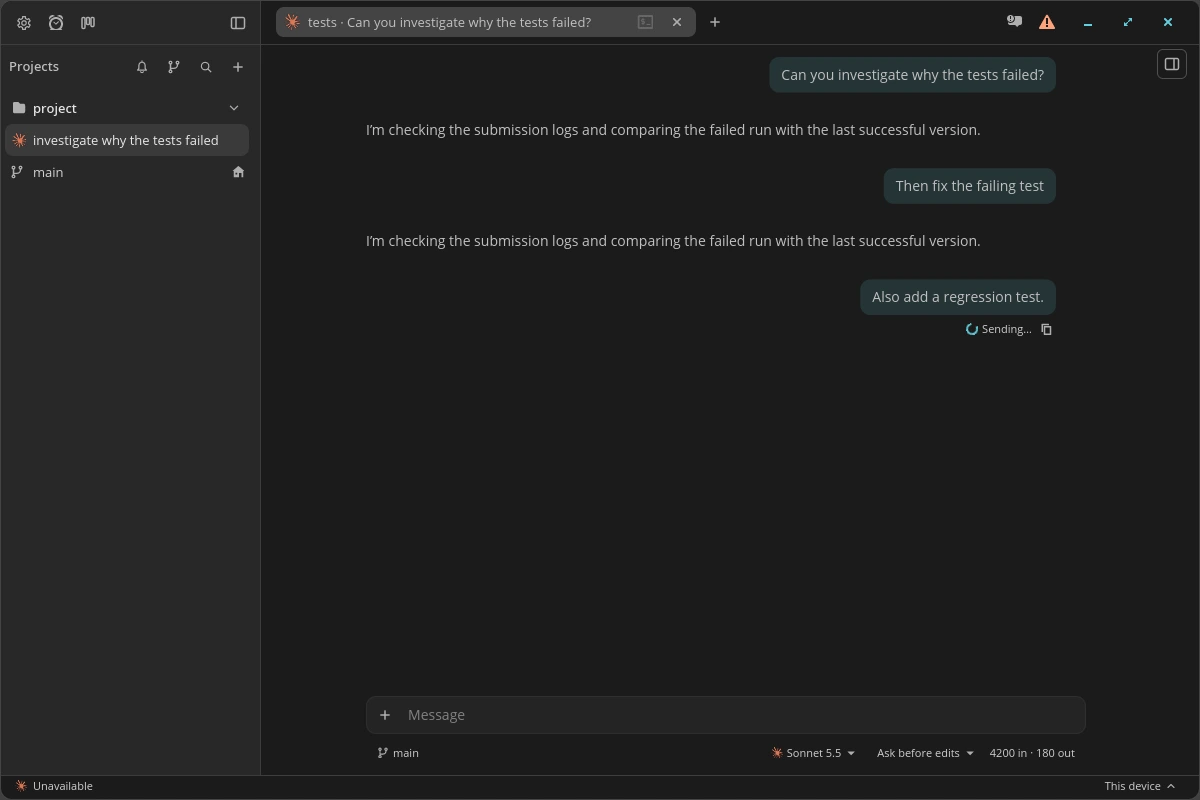 tests · Can you investigate why the tests failed?
Projects
project
investigate why the tests failed
main
Can you investigate why the tests failed?
I'm checking the submission logs and comparing the failed run with the last successful version.
Then fix the failing test
I'm checking the submission logs and comparing the failed run with the last successful version.
Also add a regression test.
Sending...
Message
main
Sonnet 5.5
Ask before edits
4200 in · 180 out
Unavailable
This device